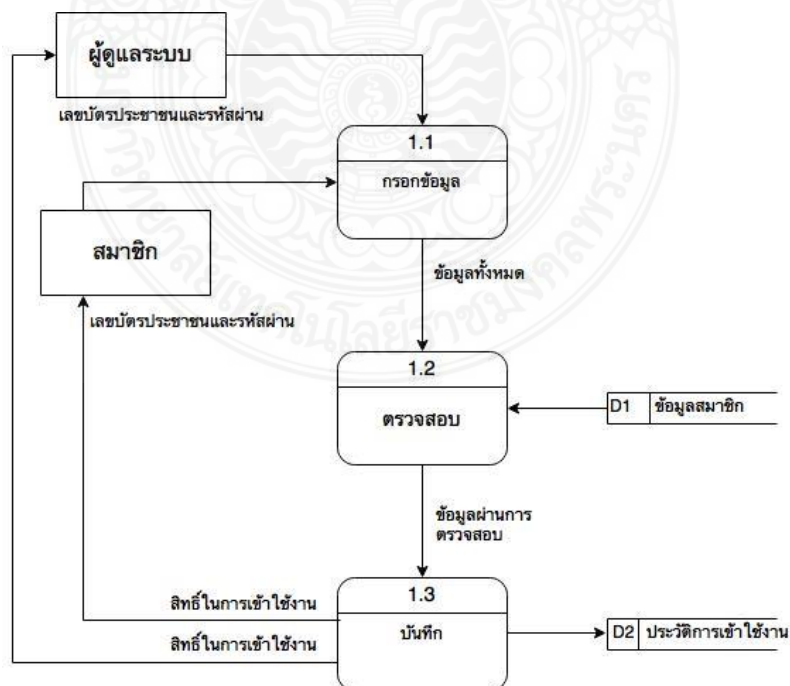 ผู้ดูแลระบบ
เลขบัตรประชาชนและรหัสผ่าน
1.1
กรอกข้อมูล
สมาชิก
ข้อมูลทั้งหมด
เลขบัตรประชาชนและรหัสผ่าน
1.2
ตรวจสอบ
D1 ข้อมูลสมาชิก
ข้อมูลผ่านการ
ตรวจสอบ
1.3
บันทึก
สิทธิ์ในการเข้าใช้งาน
สิทธิ์ในการเข้าใช้งาน
D2 ประวัติการเข้าใช้งาน